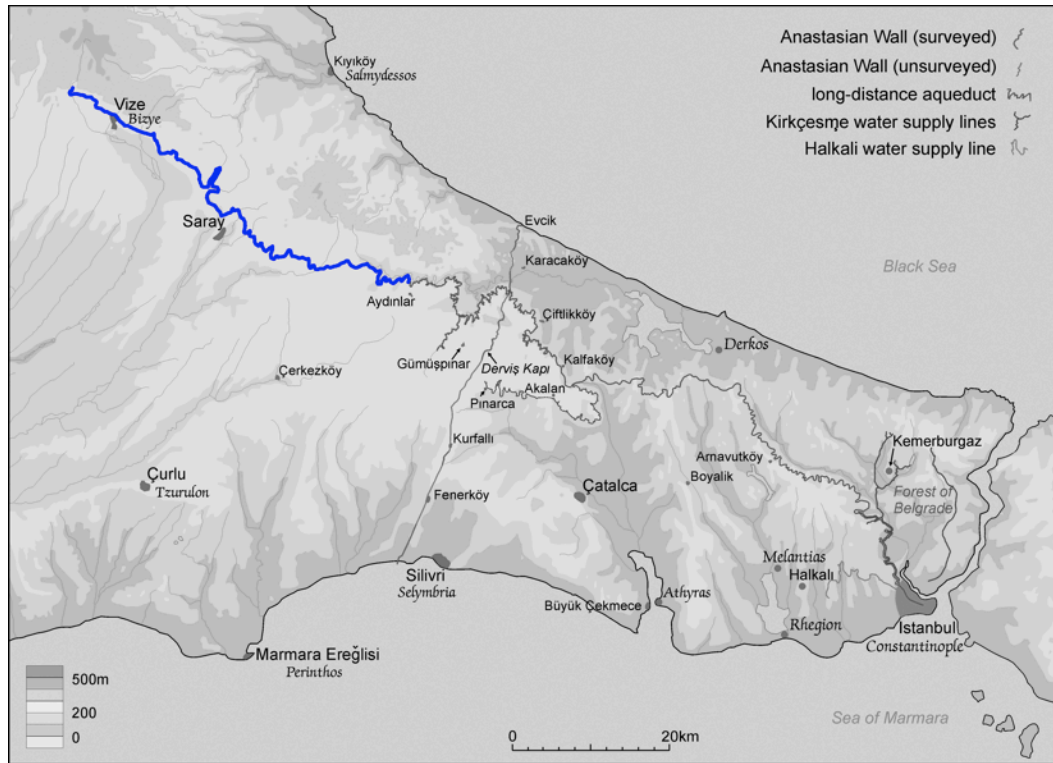 Anastasian Wall (surveyed)
Anastasian Wall (unsurveyed)
long-distance aqueduct
Kirkçesme water supply lines
Halkali water supply line
Kıyıköy
Salmydessos
Vize
Bizye
Saray
Evcik
Karacaköy
Black Sea
Aydınlar
Çiftlikköy
Derkos
Gümüşpınar
Derviş Kapı
Kalfaköy
Çerkezköy
Akalan
Pınarca
Kurfallı
Kemerburgaz
Arnavutköy
Boyalik
Çurlu
Tzurulon
Fenerköy
Çatalca
Forest of
Belgrade
Melantias
Halkalı
Silivri
Selymbria
Büyük Çekmece
Athyras
Rhegion
Istanbul
Constantinople
Marmara Ereğlisi
Perinthos
500m
200
0
0
20km
Sea of Marmara